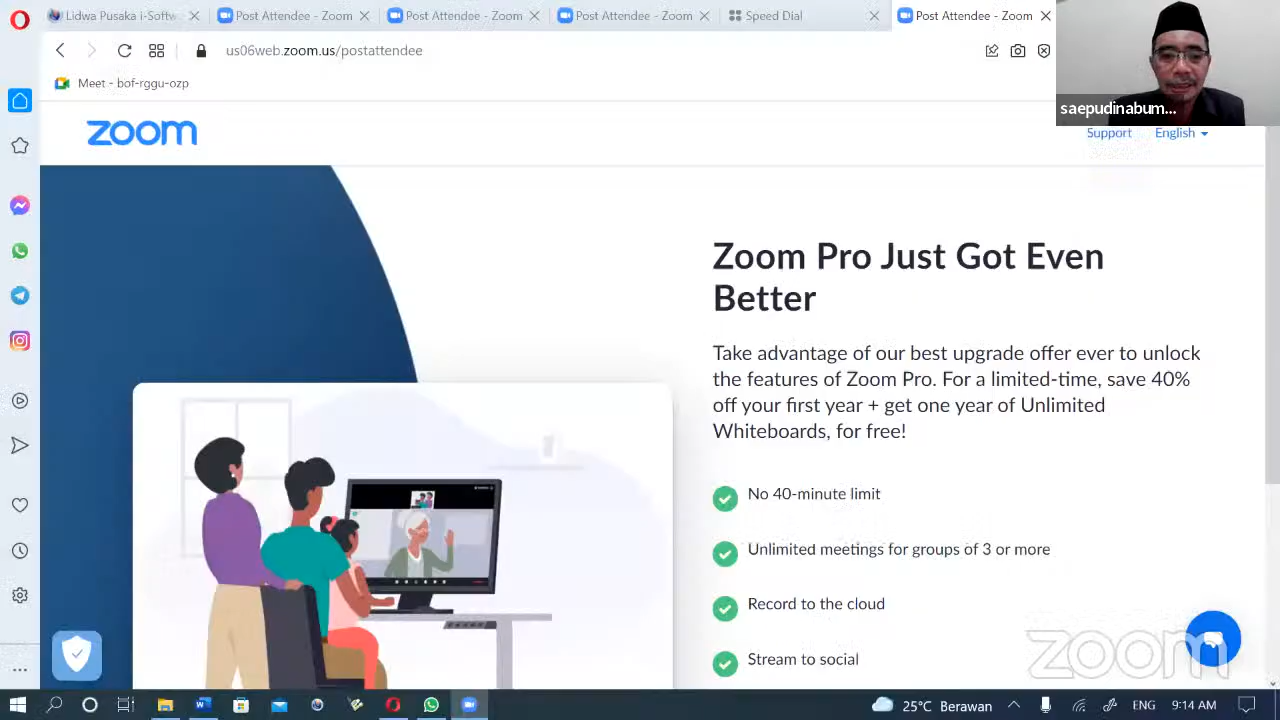 Lidwa Pusaka i-Softw
Post Attendee - Zoom
Post Attendee - Zoom
Post Attendee - Zoom
Speed Dial
Post Attendee - Zoom
us06web.zoom.us/postattendee
Meet - bof-rggu-ozp
saepudinabum...
zoom
Support
English
Zoom Pro Just Got Even
Better
Take advantage of our best upgrade offer ever to unlock
the features of Zoom Pro. For a limited-time, save 40%
off your first year + get one year of Unlimited
Whiteboards, for free!
No 40-minute limit
Unlimited meetings for groups of 3 or more
Record to the cloud
Stream to social
zoom
25°C Berawan
ENG
9:14 AM